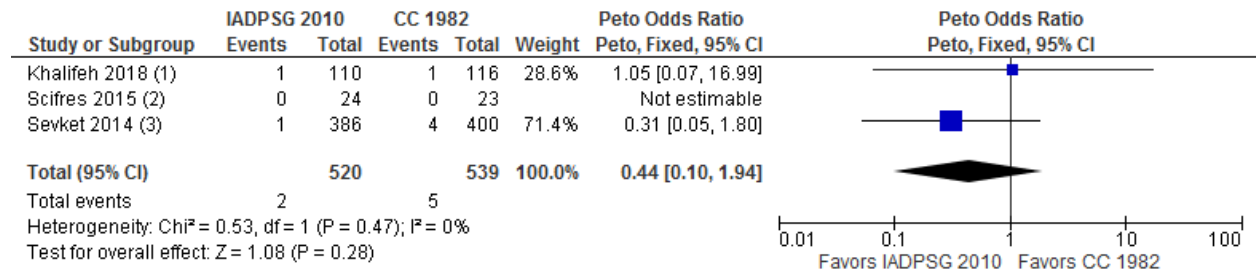 IADPSG 2010 CC 1982 Peto Odds Ratio Peto Odds Ratio
Study or Subgroup Events Total Events Total Weight Peto, Fixed, 95% CI Peto, Fixed, 95% CI
Khalifeh 2018 (1) 1 110 1 116 28.6% 1.05 [0.07, 16.99]
Scifres 2015 (2) 0 24 0 23 Not estimable
Sevket 2014 (3) 1 386 4 400 71.4% 0.31 [0.05, 1.80]
Total (95% CI) 520 539 100.0% 0.44 [0.10, 1.94]
Total events 2 5
Heterogeneity: Chi² = 0.53, df = 1 (P = 0.47); I² = 0%
Test for overall effect: Z = 1.08 (P = 0.28)
0.01 0.1 1 10 100
Favors IADPSG 2010 Favors CC 1982